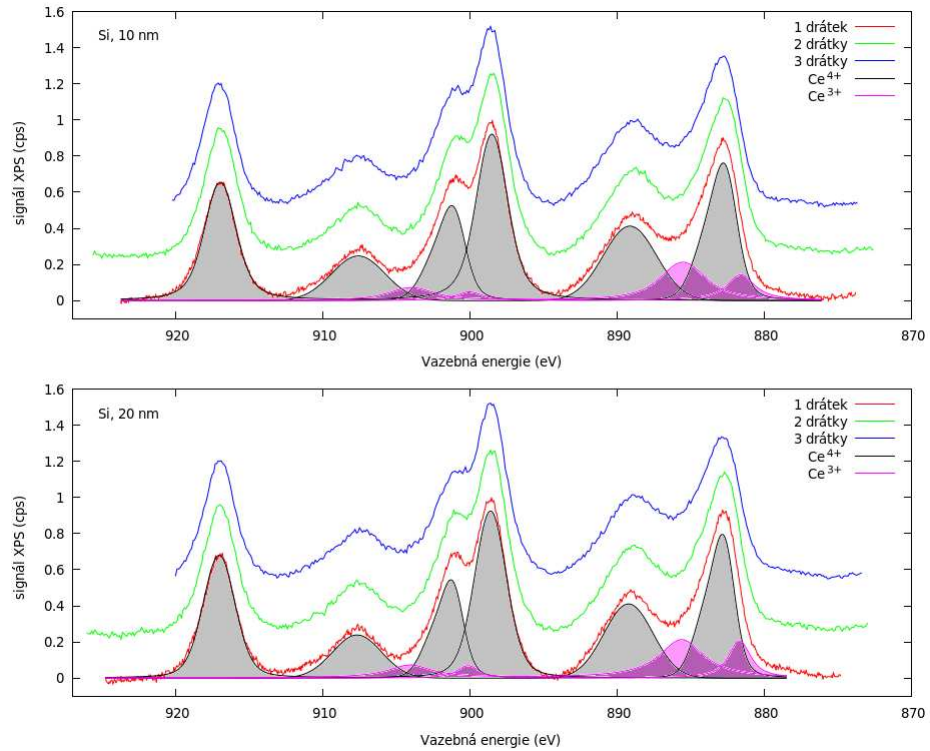 1.6
1.4
1.2
1
0.8
0.6
0.4
0.2
0
signál XPS (cps)
Si, 10 nm
1 drátek
2 drátky
3 drátky
Ce⁴⁺
Ce³⁺
920 910 900 890 880 870
Vazebná energie (eV)
1.6
1.4
1.2
1
0.8
0.6
0.4
0.2
0
signál XPS (cps)
Si, 20 nm
1 drátek
2 drátky
3 drátky
Ce⁴⁺
Ce³⁺
920 910 900 890 880 870
Vazebná energie (eV)